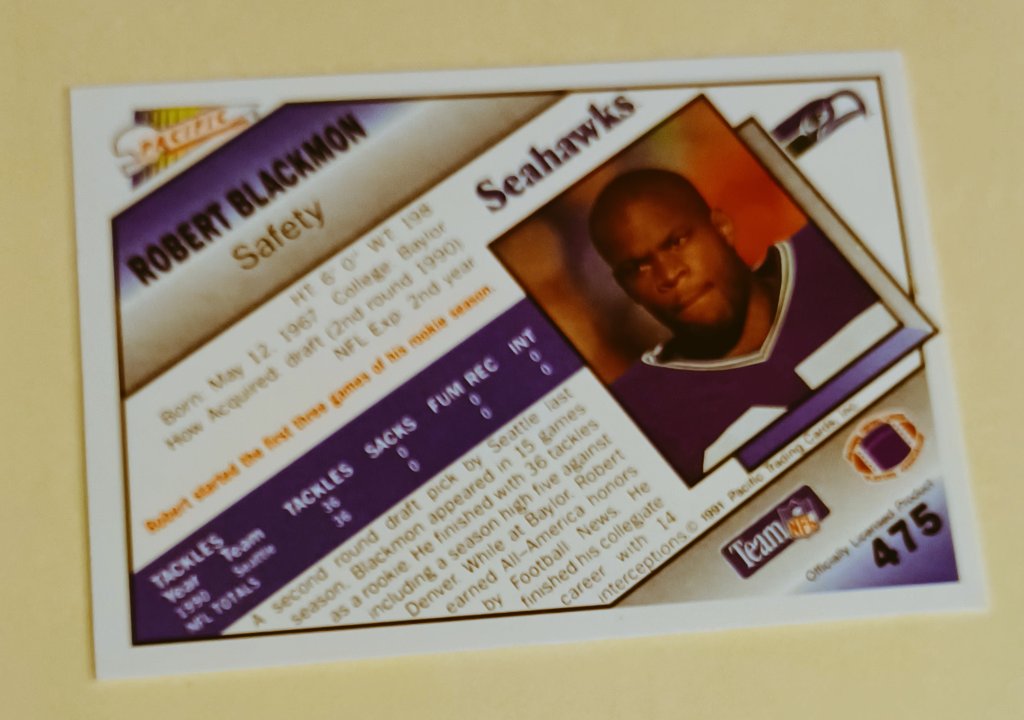 PACIFIC
ROBERT BLACKMON
Safety
Seahawks
HT. 6' 0" WT. 198
Born: May 12, 1967 College: Baylor
How Acquired: draft (2nd round 1990)
NFL Exp: 2nd year
Robert started the first three games of his rookie season.
TACKLES
Year Team TACKLES SACKS FUM REC INT
1990 Seattle 36 0 0 0
NFL TOTALS 36 0 0 0
A second round draft pick by Seattle last
season. Blackmon appeared in 15 games
as a rookie. He finished with 36 tackles
including a season high five against
Denver. While at Baylor, Robert
earned All-America honors
by Football News. He
finished his collegiate
career with 14
interceptions.
© 1991 Pacific Trading Cards, Inc.
Team NFL
Officially Licensed Product
475